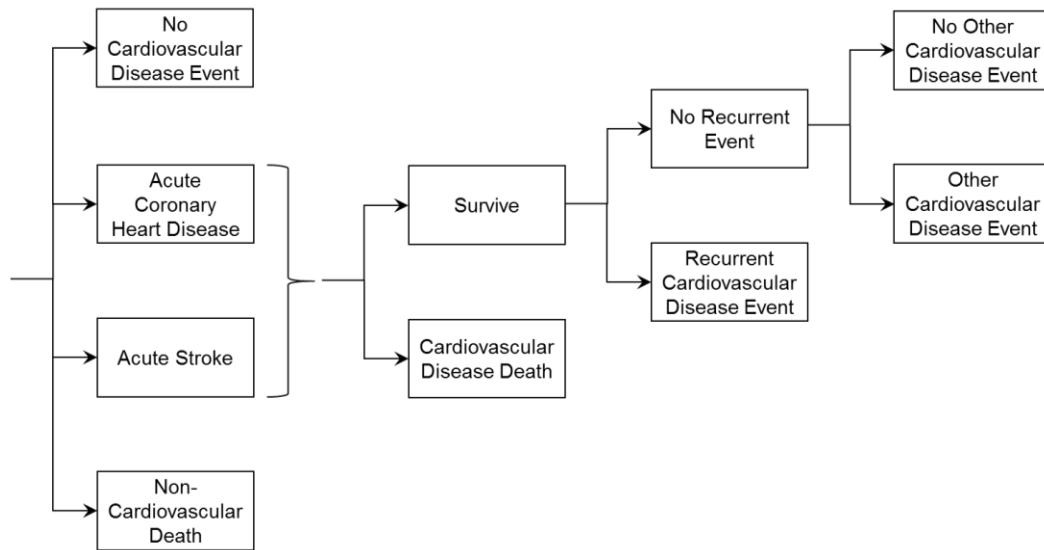 No
Cardiovascular
Disease Event
Acute
Coronary
Heart Disease
Acute Stroke
Non-
Cardiovascular
Death
Survive
Cardiovascular
Disease Death
No Recurrent
Event
Recurrent
Cardiovascular
Disease Event
No Other
Cardiovascular
Disease Event
Other
Cardiovascular
Disease Event